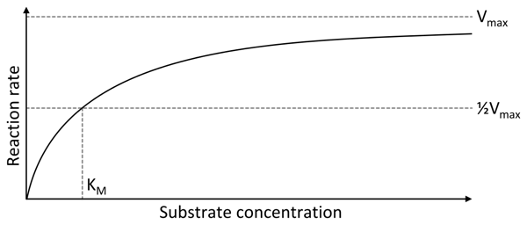 Vmax
Reaction rate
½Vmax
KM
Substrate concentration